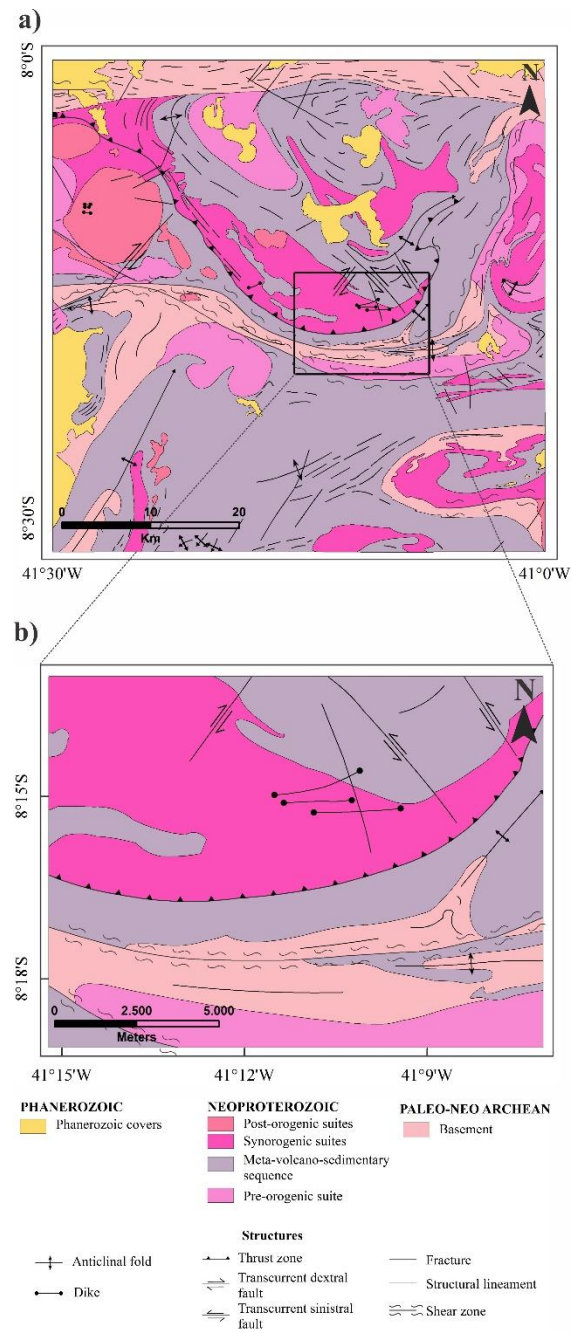 a)
8°0'S
N
8°30'S
0 10 20
Km
41°30'W
41°0'W
b)
N
8°15'S
8°18'S
0 2.500 5.000
Meters
41°15'W
41°12'W
41°9'W
PHANEROZOIC
Phanerozoic covers
NEOPROTEROZOIC
Post-orogenic suites
Synorogenic suites
Meta-volcano-sedimentary
sequence
Pre-orogenic suite
PALEO-NEO ARCHEAN
Basement
Structures
Anticlinal fold
Dike
Thrust zone
Transcurrent dextral
fault
Transcurrent sinistral
fault
Fracture
Structural lineament
Shear zone